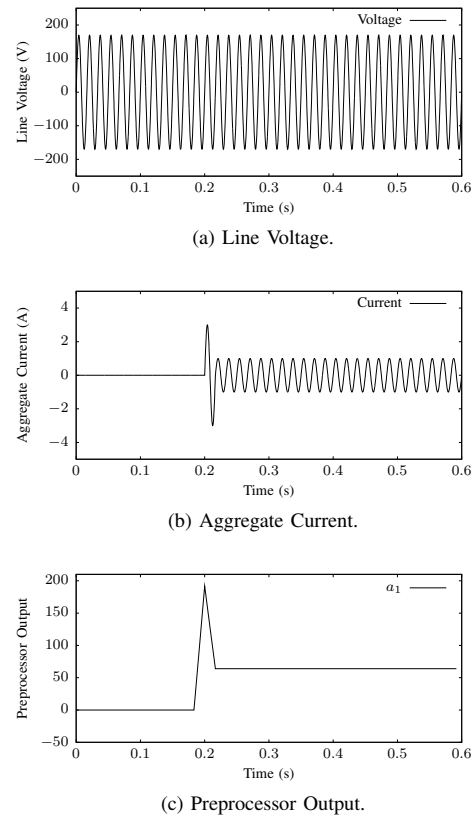 200
100
0
−100
−200
Line Voltage (V)
Voltage
0 0.1 0.2 0.3 0.4 0.5 0.6
Time (s)
(a) Line Voltage.
4
2
0
−2
−4
Aggregate Current (A)
Current
0 0.1 0.2 0.3 0.4 0.5 0.6
Time (s)
(b) Aggregate Current.
200
150
100
50
0
−50
Preprocessor Output
a₁
0 0.1 0.2 0.3 0.4 0.5 0.6
Time (s)
(c) Preprocessor Output.